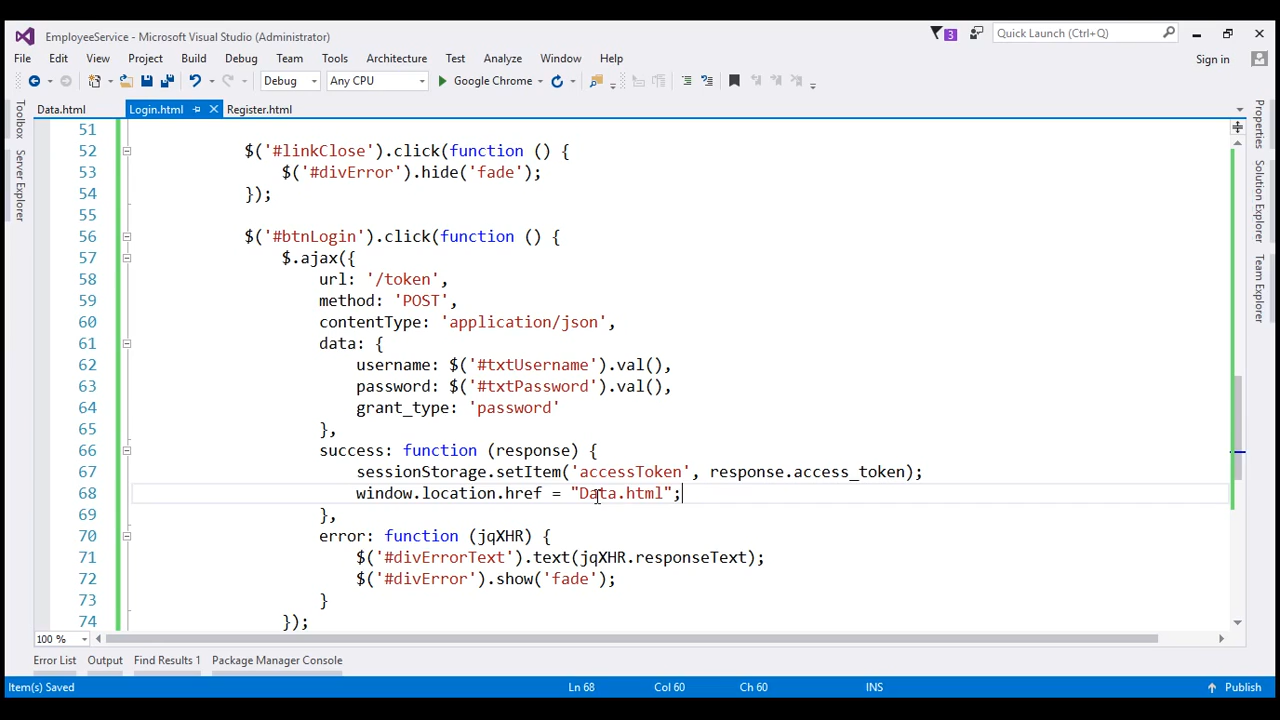 EmployeeService - Microsoft Visual Studio (Administrator)
3
Quick Launch (Ctrl+Q)
File Edit View Project Build Debug Team Tools Architecture Test Analyze Window Help
Sign in
Debug Any CPU Google Chrome
Data.html Login.html Register.html
Toolbox
Server Explorer
Properties
Solution Explorer
Team Explorer
51
52 $('#linkClose').click(function () {
53 $('#divError').hide('fade');
54 });
55
56 $('#btnLogin').click(function () {
57 $.ajax({
58 url: '/token',
59 method: 'POST',
60 contentType: 'application/json',
61 data: {
62 username: $('#txtUsername').val(),
63 password: $('#txtPassword').val(),
64 grant_type: 'password'
65 },
66 success: function (response) {
67 sessionStorage.setItem('accessToken', response.access_token);
68 window.location.href = "Data.html";
69 },
70 error: function (jqXHR) {
71 $('#divErrorText').text(jqXHR.responseText);
72 $('#divError').show('fade');
73 }
74 });
100 %
Error List Output Find Results 1 Package Manager Console
Item(s) Saved Ln 68 Col 60 Ch 60 INS Publish